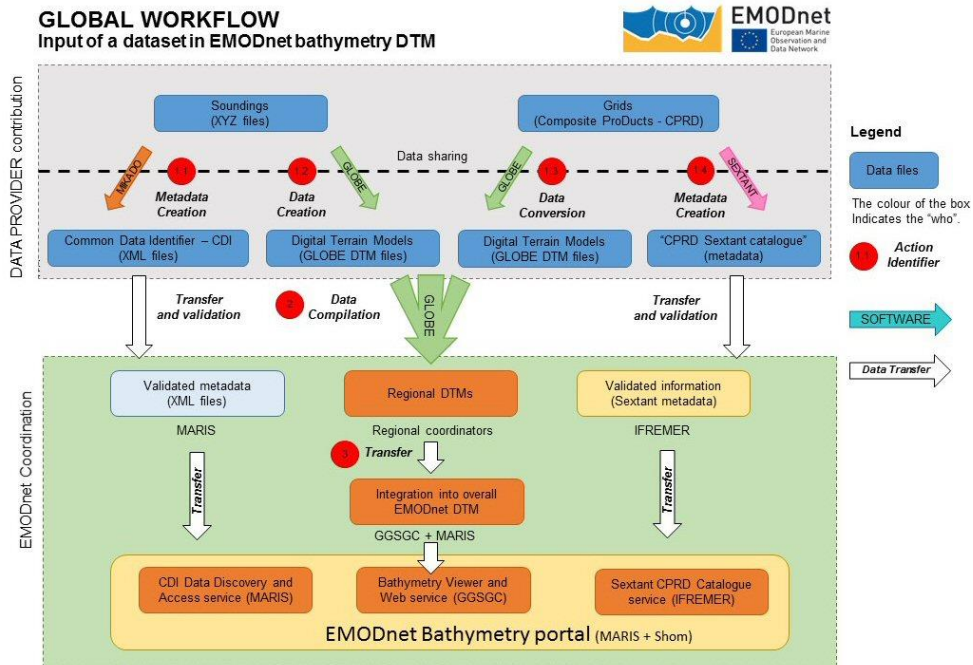 GLOBAL WORKFLOW
Input of a dataset in EMODnet bathymetry DTM
EMODnet
European Marine
Observation and
Data Network
DATA PROVIDER contribution
Soundings
(XYZ files)
Grids
(Composite ProDucts - CPRD)
Data sharing
MIKADO
1.1
Metadata
Creation
1.2
Data
Creation
GLOBE
GLOBE
1.3
Data
Conversion
1.4
Metadata
Creation
SEXTANT
Common Data Identifier – CDI
(XML files)
Digital Terrain Models
(GLOBE DTM files)
Digital Terrain Models
(GLOBE DTM files)
“CPRD Sextant catalogue”
(metadata)
Transfer
and validation
2
Data
Compilation
GLOBE
Transfer
and validation
EMODnet Coordination
Validated metadata
(XML files)
MARIS
Regional DTMs
Regional coordinators
Validated information
(Sextant metadata)
IFREMER
Transfer
3
Transfer
Transfer
Integration into overall
EMODnet DTM
GGSGC + MARIS
CDI Data Discovery and
Access service (MARIS)
Bathymetry Viewer and
Web service (GGSGC)
Sextant CPRD Catalogue
service (IFREMER)
EMODnet Bathymetry portal (MARIS + Shom)
Legend
Data files
The colour of the box
Indicates the “who”.
1.1
Action
Identifier
SOFTWARE
Data Transfer